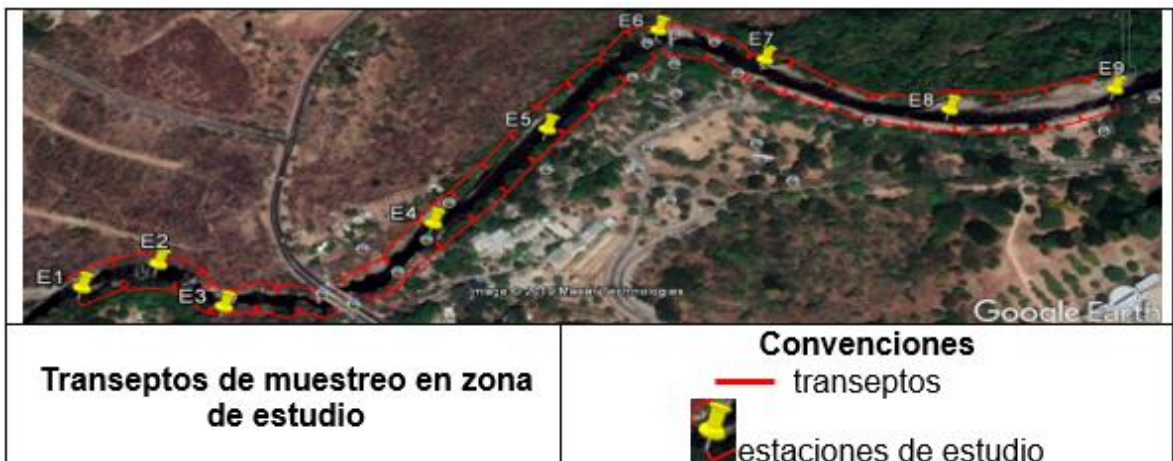 E6
E7
E9
E8
E5
E4
E2
E1
E3
Image © 2019 Maxar Technologies
Google Earth
Transeptos de muestreo en zona
de estudio
Convenciones
transeptos
estaciones de estudio